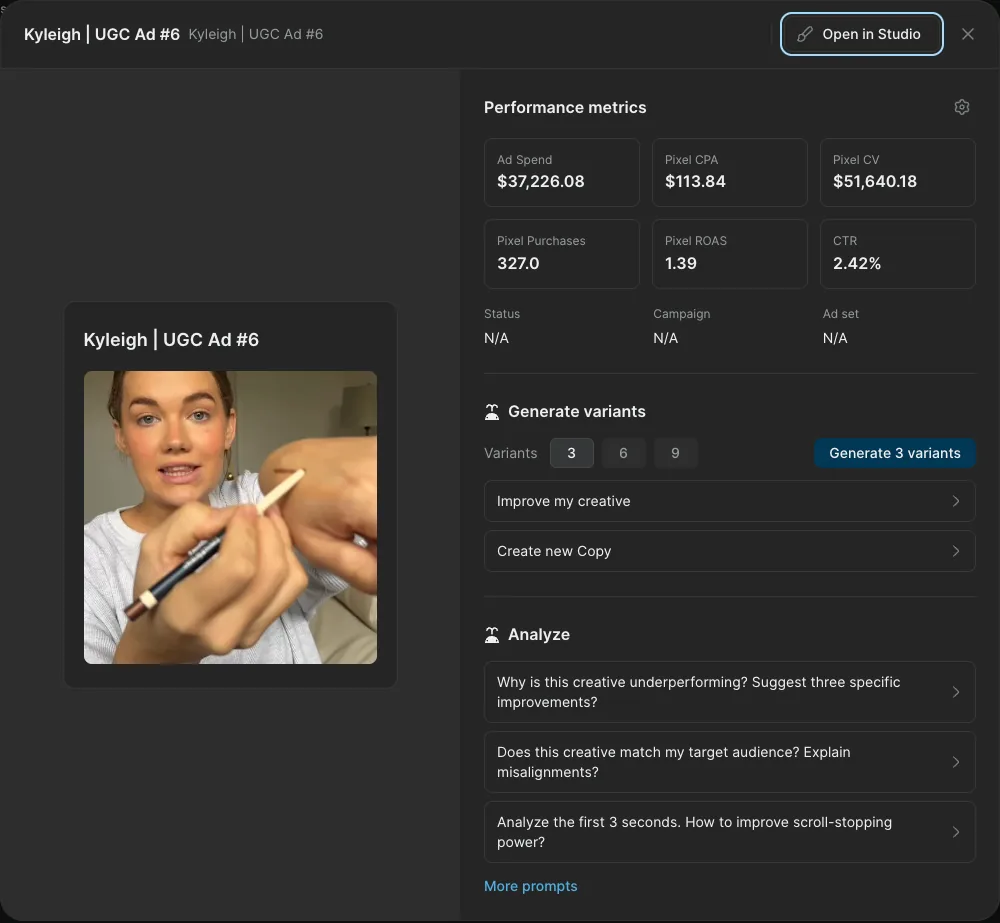 Kyleigh | UGC Ad #6 Kyleigh | UGC Ad #6
Open in Studio
Performance metrics
Ad Spend
$37,226.08
Pixel CPA
$113.84
Pixel CV
$51,640.18
Pixel Purchases
327.0
Pixel ROAS
1.39
CTR
2.42%
Status
N/A
Campaign
N/A
Ad set
N/A
Kyleigh | UGC Ad #6
Generate variants
Variants 3 6 9 Generate 3 variants
Improve my creative
Create new Copy
Analyze
Why is this creative underperforming? Suggest three specific
improvements?
Does this creative match my target audience? Explain
misalignments?
Analyze the first 3 seconds. How to improve scroll-stopping
power?
More prompts